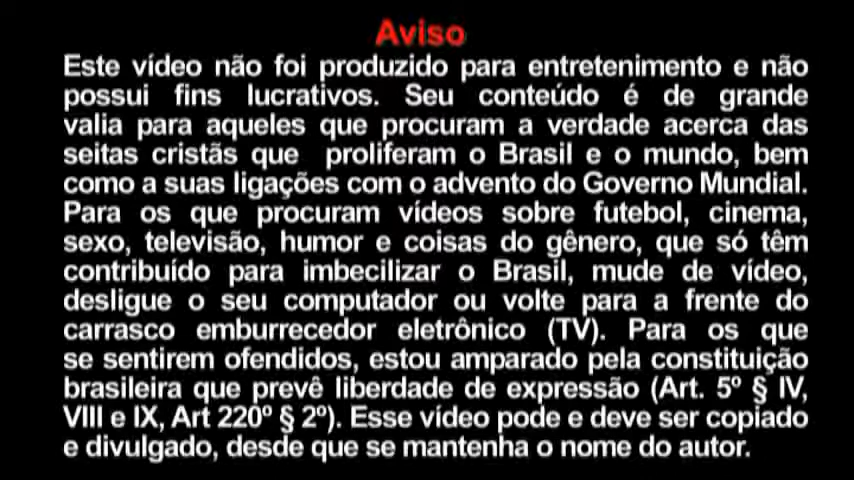 Aviso
Este vídeo não foi produzido para entretenimento e não
possui fins lucrativos. Seu conteúdo é de grande
valia para aqueles que procuram a verdade acerca das
seitas cristãs que proliferam o Brasil e o mundo, bem
como a suas ligações com o advento do Governo Mundial.
Para os que procuram vídeos sobre futebol, cinema,
sexo, televisão, humor e coisas do gênero, que só têm
contribuído para imbecilizar o Brasil, mude de vídeo,
desligue o seu computador ou volte para a frente do
carrasco emburrecedor eletrônico (TV). Para os que
se sentirem ofendidos, estou amparado pela constituição
brasileira que prevê liberdade de expressão (Art. 5º § IV,
VIII e IX, Art 220º § 2º). Esse vídeo pode e deve ser copiado
e divulgado, desde que se mantenha o nome do autor.